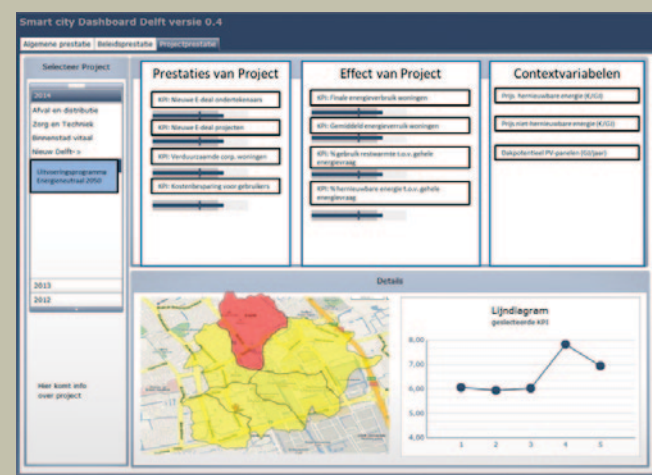 Smart city Dashboard Delft versie 0.4
Algemene prestatie Beleidsprestatie Projectprestatie
Selecteer Project
2014
Afval en distributie
Zorg en Techniek
Binnenstad vitaal
Nieuw Delft->
Uitvoeringsprogramma
Energieneutraal 2050
2013
2012
Hier komt info
over project
Prestaties van Project
KPI: Nieuwe E-deal ondertekenaars
KPI: Nieuwe E-deal projecten
KPI: Verduurzaamde corp. woningen
KPI: Kostenbesparing voor gebruikers
Effect van Project
KPI: Finale energieverbruik woningen
KPI: Gemiddeld energieverruik woningen
KPI: % gebruik restwarmte t.o.v. gehele
energievraag
KPI: % hernieuwbare energie t.o.v. gehele
energievraag
Contextvariabelen
Prijs hernieuwbare energie (€/GJ)
Prijs niet hernieuwbare energie (€/GJ)
Dakpotentieel PV-panelen (GJ/jaar)
Details
Lijndiagram
geselecteerde KPI
8,00
7,00
6,00
5,00
4,00
1 2 3 4 5